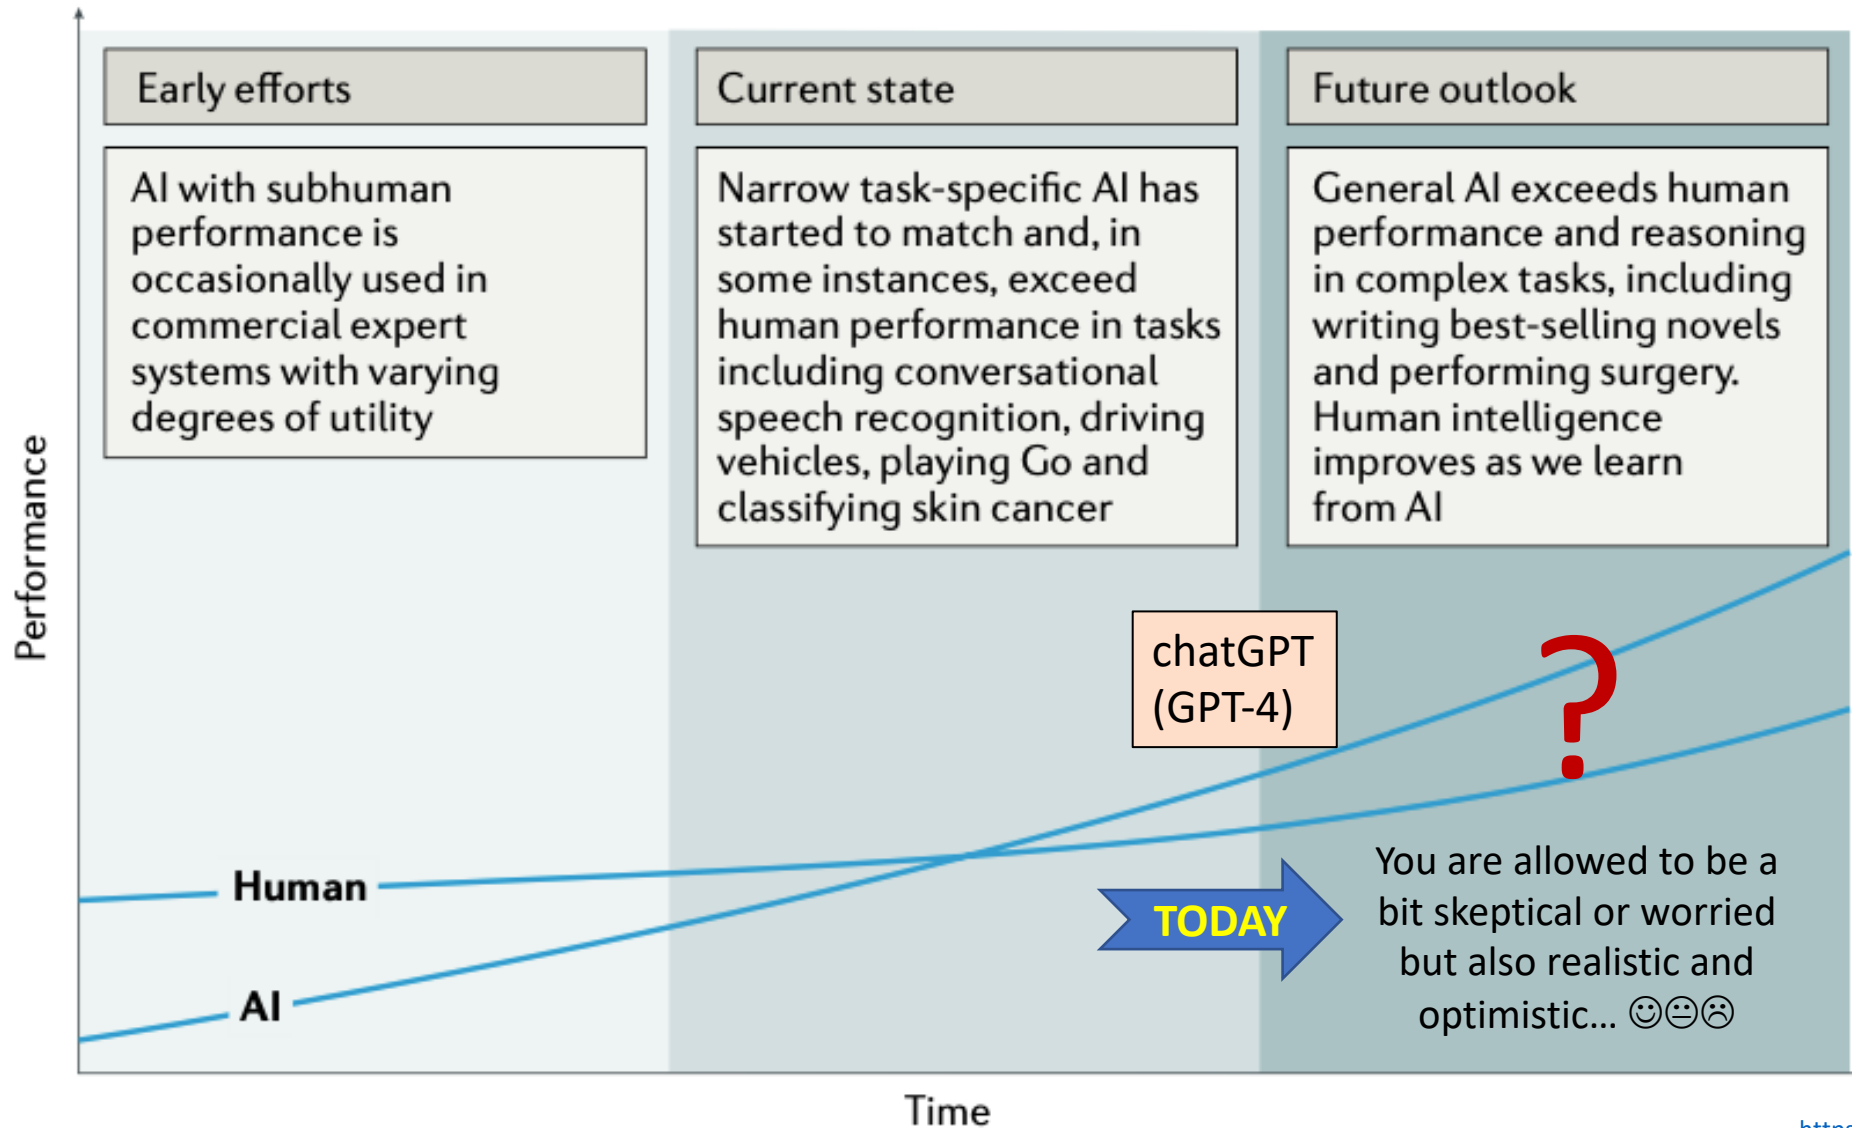 Early efforts
AI with subhuman
performance is
occasionally used in
commercial expert
systems with varying
degrees of utility
Current state
Narrow task-specific AI has
started to match and, in
some instances, exceed
human performance in tasks
including conversational
speech recognition, driving
vehicles, playing Go and
classifying skin cancer
Future outlook
General AI exceeds human
performance and reasoning
in complex tasks, including
writing best-selling novels
and performing surgery.
Human intelligence
improves as we learn
from AI
Performance
chatGPT
(GPT-4)
?
Human
AI
TODAY
You are allowed to be a
bit skeptical or worried
but also realistic and
optimistic... ☺😐☹
Time